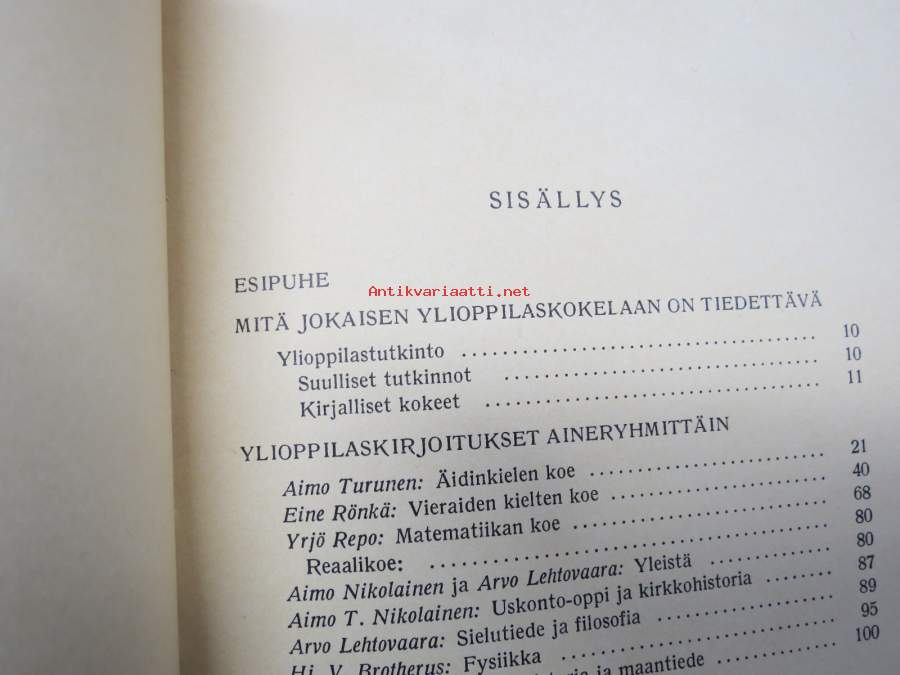 SISÄLLYS
ESIPUHE
Antikvariaatti.net
MITÄ JOKAISEN YLIOPPILASKOKELAAN ON TIEDETTÄVÄ
Ylioppilastutkinto .................................. 10
Suulliset tutkinnot .............................. 10
Kirjalliset kokeet ................................ 11
YLIOPPILASKIRJOITUKSET AINERYHMITTÄIN
Aimo Turunen: Äidinkielen koe ...................... 21
Eine Rönkä: Vieraiden kielten koe .................... 40
Yrjö Repo: Matematiikan koe ........................ 68
Reaalikoe: ...................................... 80
Aimo Nikolainen ja Arvo Lehtovaara: Yleistä ............ 80
Aimo T. Nikolainen: Uskonto-oppi ja kirkkohistoria ........ 87
Arvo Lehtovaara: Sielutiede ja filosofia .................. 89
Hj. V. Brotherus: Fysiikka ............................ 95
ja maantiede .............. 100